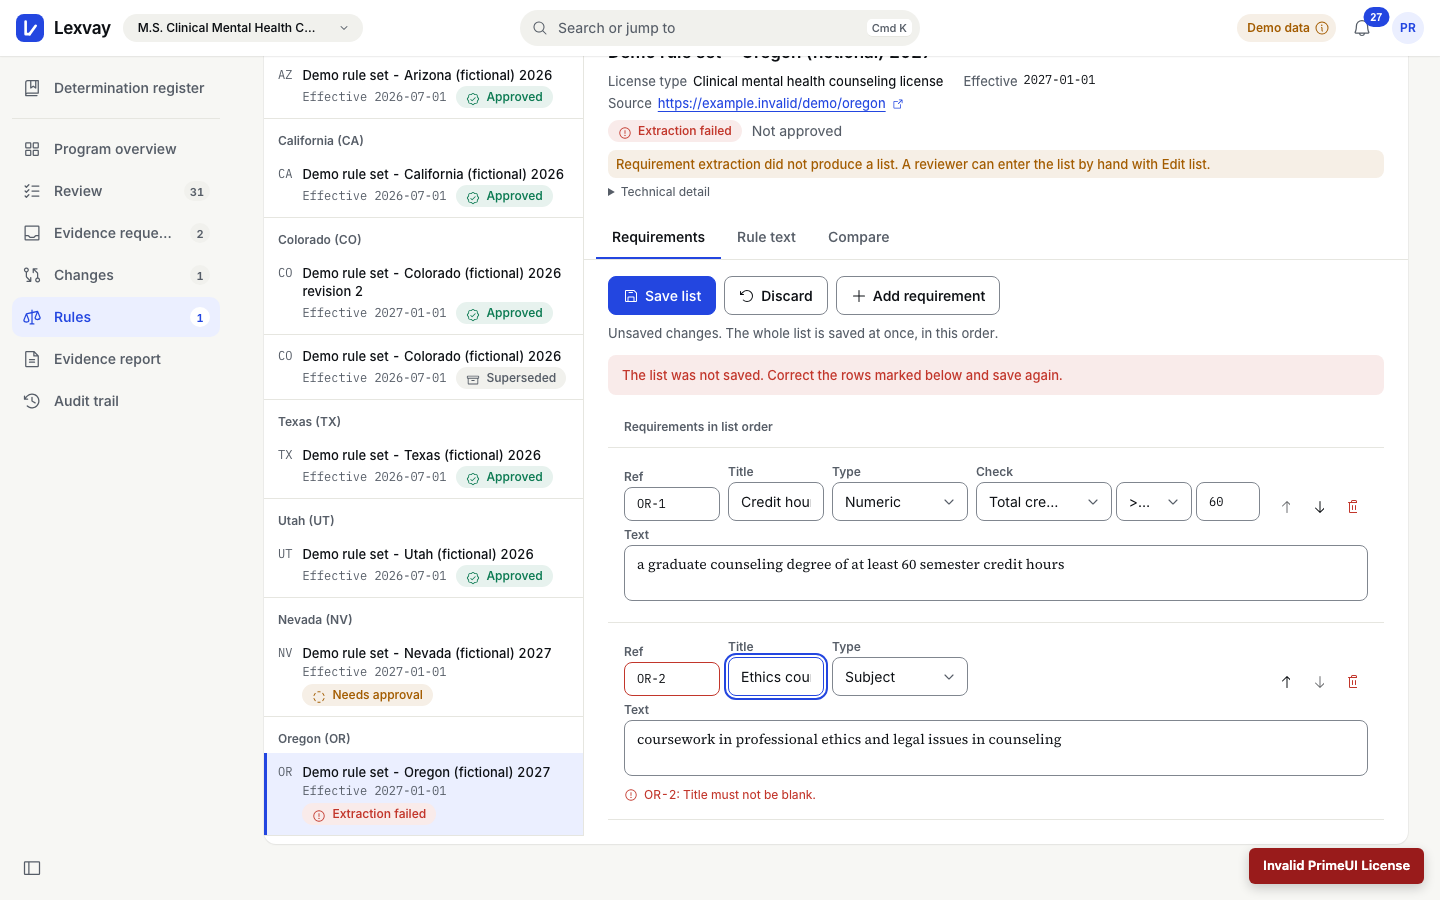 Lexvay
M.S. Clinical Mental Health C...
Search or jump to
Cmd K
Demo data
27
PR
Determination register
Program overview
Review 31
Evidence reque... 2
Changes 1
Rules 1
Evidence report
Audit trail
AZ Demo rule set - Arizona (fictional) 2026
Effective 2026-07-01 Approved
California (CA)
CA Demo rule set - California (fictional) 2026
Effective 2026-07-01 Approved
Colorado (CO)
CO Demo rule set - Colorado (fictional) 2026
revision 2
Effective 2027-01-01 Approved
CO Demo rule set - Colorado (fictional) 2026
Effective 2026-07-01 Superseded
Texas (TX)
TX Demo rule set - Texas (fictional) 2026
Effective 2026-07-01 Approved
Utah (UT)
UT Demo rule set - Utah (fictional) 2026
Effective 2026-07-01 Approved
Nevada (NV)
NV Demo rule set - Nevada (fictional) 2027
Effective 2027-01-01
Needs approval
Oregon (OR)
OR Demo rule set - Oregon (fictional) 2027
Effective 2027-01-01
Extraction failed
Demo rule set - Oregon (fictional) 2027
License type Clinical mental health counseling license Effective 2027-01-01
Source https://example.invalid/demo/oregon
Extraction failed Not approved
Requirement extraction did not produce a list. A reviewer can enter the list by hand with Edit list.
Technical detail
Requirements Rule text Compare
Save list Discard Add requirement
Unsaved changes. The whole list is saved at once, in this order.
The list was not saved. Correct the rows marked below and save again.
Requirements in list order
Ref Title Type Check
OR-1 Credit hou Numeric Total cre... >... 60
Text
a graduate counseling degree of at least 60 semester credit hours
Ref Title Type
OR-2 Ethics cou Subject
Text
coursework in professional ethics and legal issues in counseling
OR-2: Title must not be blank.
Invalid PrimeUI License